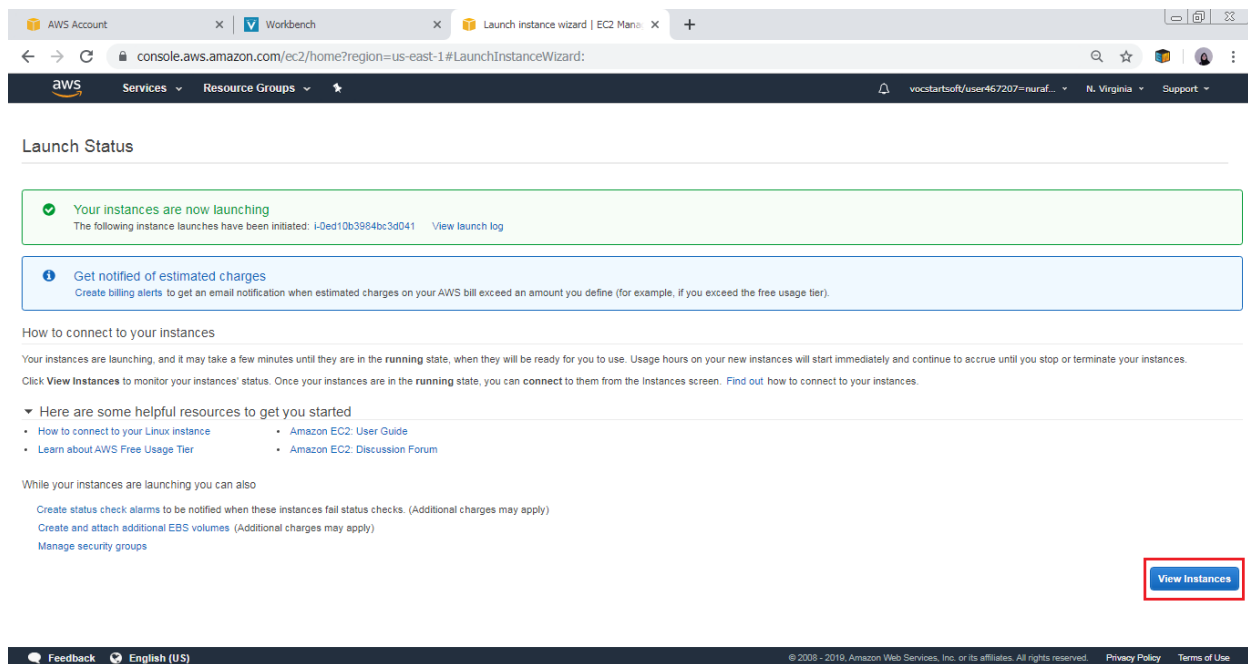 AWS Account
Workbench
Launch instance wizard | EC2 Mana
console.aws.amazon.com/ec2/home?region=us-east-1#LaunchInstanceWizard:
aws Services Resource Groups vocstartsoft/user467207=nuraf... N. Virginia Support
Launch Status
Your instances are now launching
The following instance launches have been initiated: i-0ed10b3984bc3d041 View launch log
Get notified of estimated charges
Create billing alerts to get an email notification when estimated charges on your AWS bill exceed an amount you define (for example, if you exceed the free usage tier).
How to connect to your instances
Your instances are launching, and it may take a few minutes until they are in the running state, when they will be ready for you to use. Usage hours on your new instances will start immediately and continue to accrue until you stop or terminate your instances.
Click View Instances to monitor your instances' status. Once your instances are in the running state, you can connect to them from the Instances screen. Find out how to connect to your instances.
Here are some helpful resources to get you started
• How to connect to your Linux instance • Amazon EC2: User Guide
• Learn about AWS Free Usage Tier • Amazon EC2: Discussion Forum
While your instances are launching you can also
Create status check alarms to be notified when these instances fail status checks. (Additional charges may apply)
Create and attach additional EBS volumes (Additional charges may apply)
Manage security groups
View Instances
Feedback English (US) © 2008 - 2019, Amazon Web Services, Inc. or its affiliates. All rights reserved. Privacy Policy Terms of Use